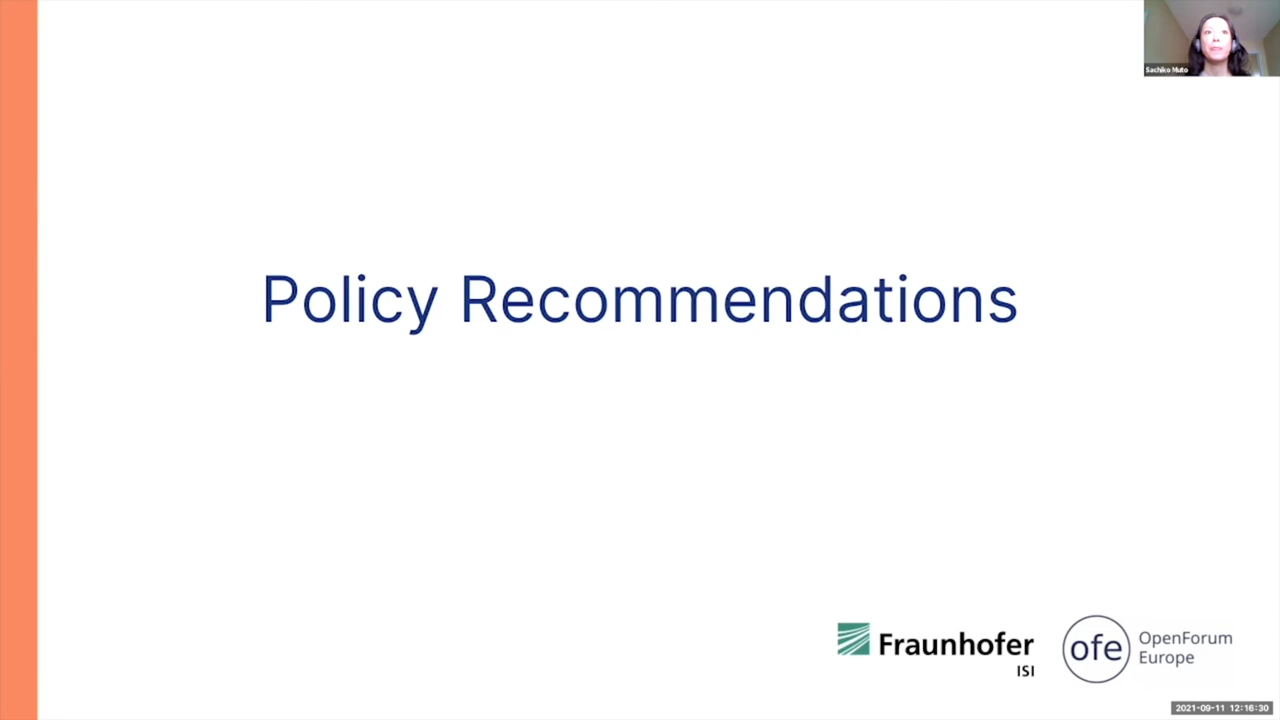 Sachiko Muto
Policy Recommendations
Fraunhofer
ISI
ofe
OpenForum
Europe
2021-09-11 12:16:30